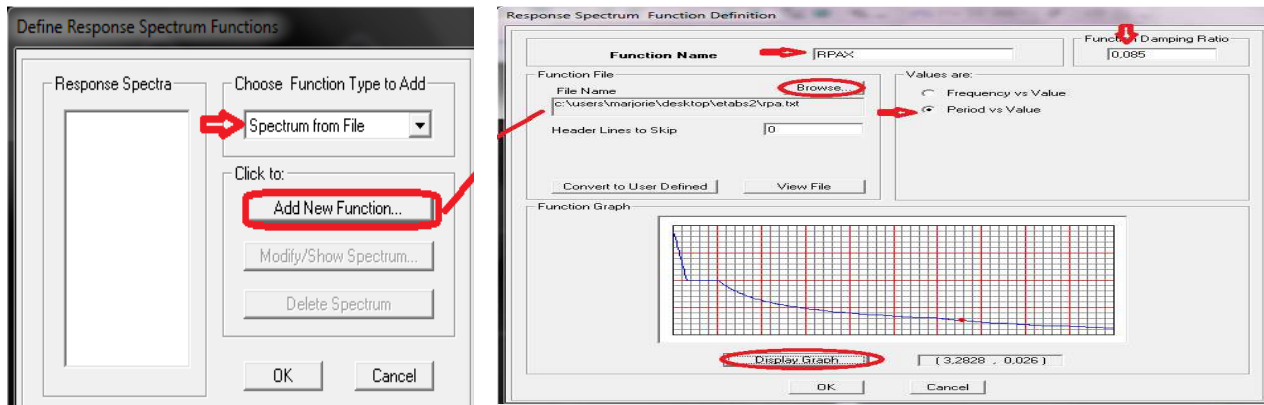 Define Response Spectrum Functions
Response Spectra
Choose Function Type to Add
Spectrum from File
Click to:
Add New Function...
Modify/Show Spectrum...
Delete Spectrum
OK
Cancel
Response Spectrum Function Definition
Function Name
RPAX
Function Damping Ratio
0,085
Function File
File Name
Browse...
c:\users\marjorie\desktop\etabs2\rpa.txt
Header Lines to Skip
0
Convert to User Defined
View File
Values are:
Frequency vs Value
Period vs Value
Function Graph
Display Graph
(3,2828 , 0,026)
OK
Cancel